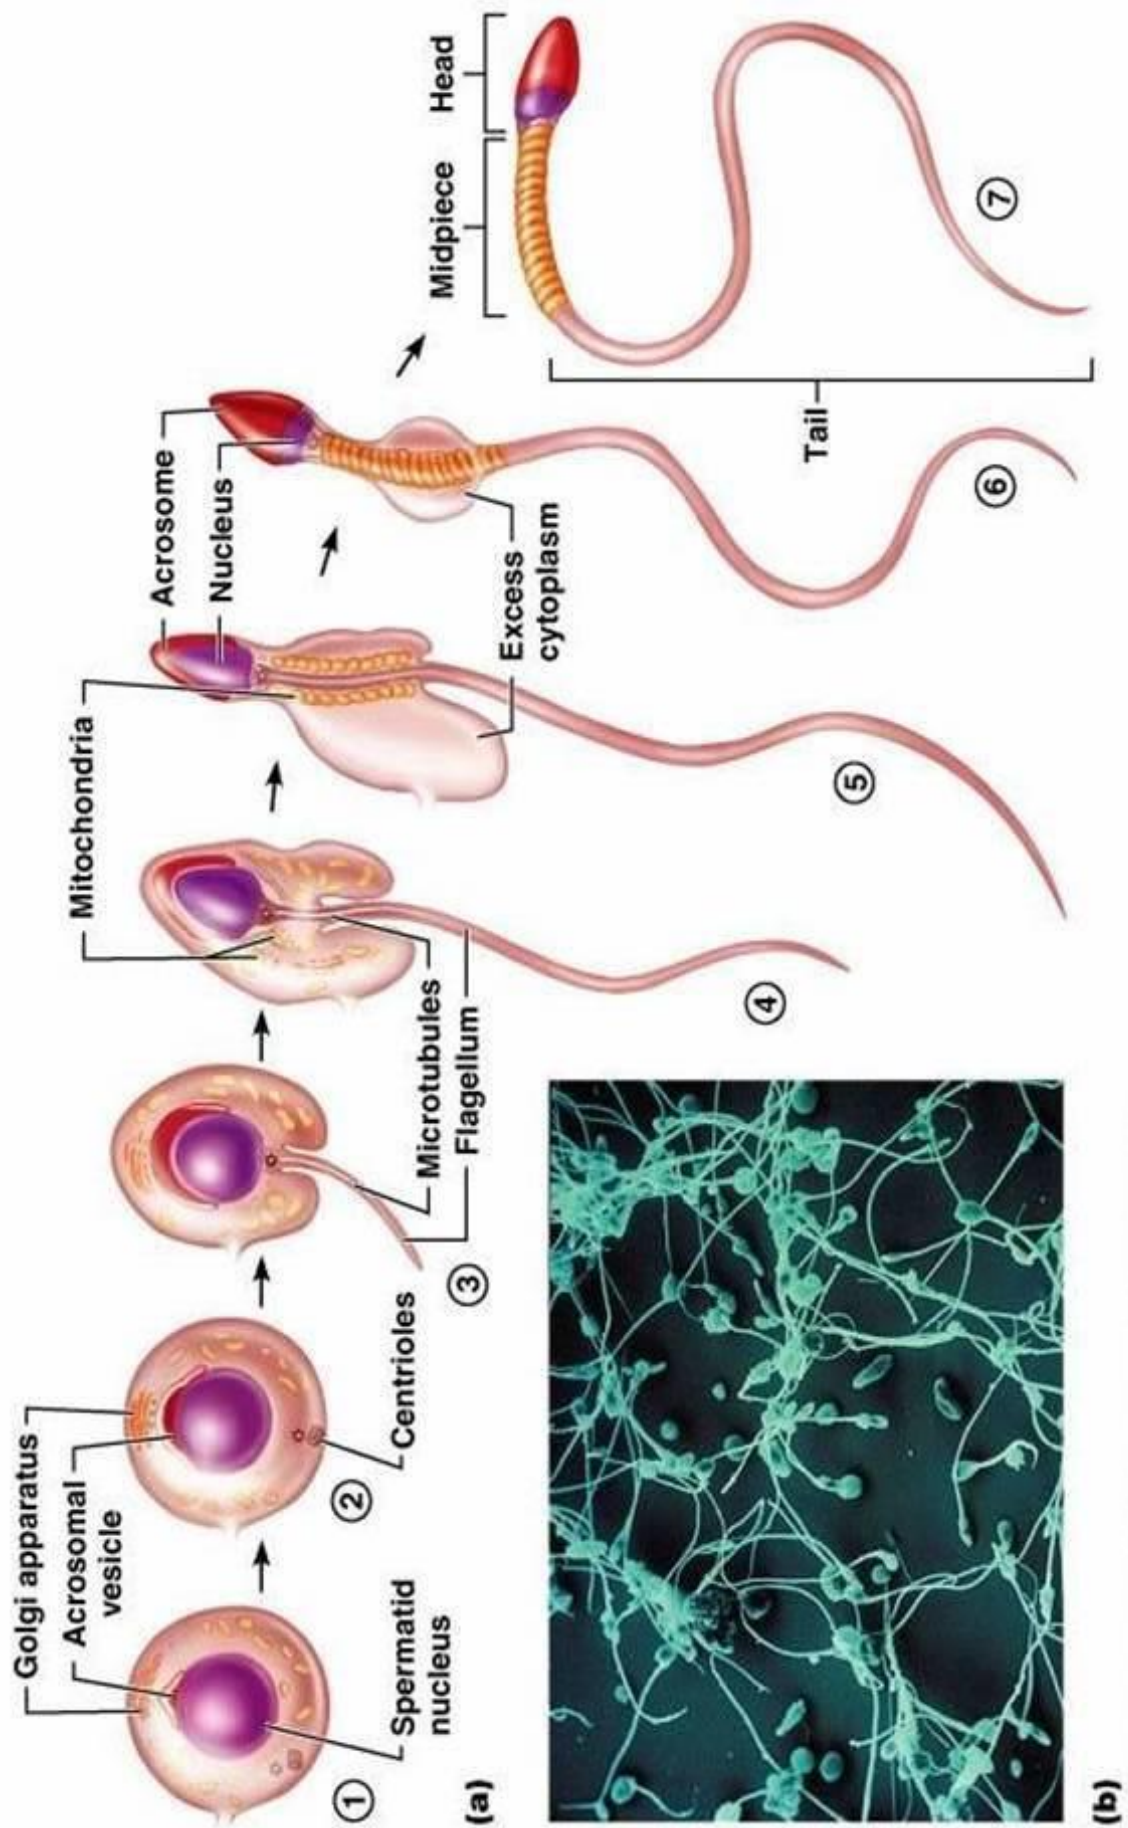 Golgi apparatus
Acrosomal
vesicle
Mitochondria
Acrosome
Nucleus
Spermatid
nucleus
Centrioles
Microtubules
Flagellum
Excess
cytoplasm
Midpiece
Head
Tail
1
2
3
4
5
6
7
(a)
(b)